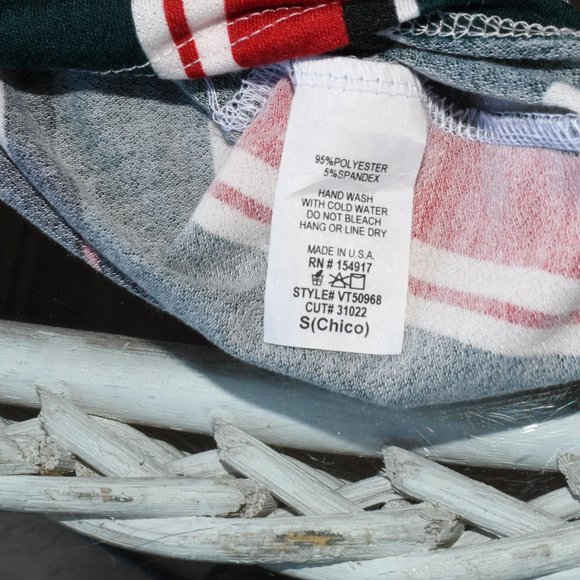 95%POLYESTER
5%SPANDEX
HAND WASH
WITH COLD WATER
DO NOT BLEACH
HANG OR LINE DRY
MADE IN U.S.A.
RN # 154917
STYLE# VT50968
CUT# 31022
S(Chico)